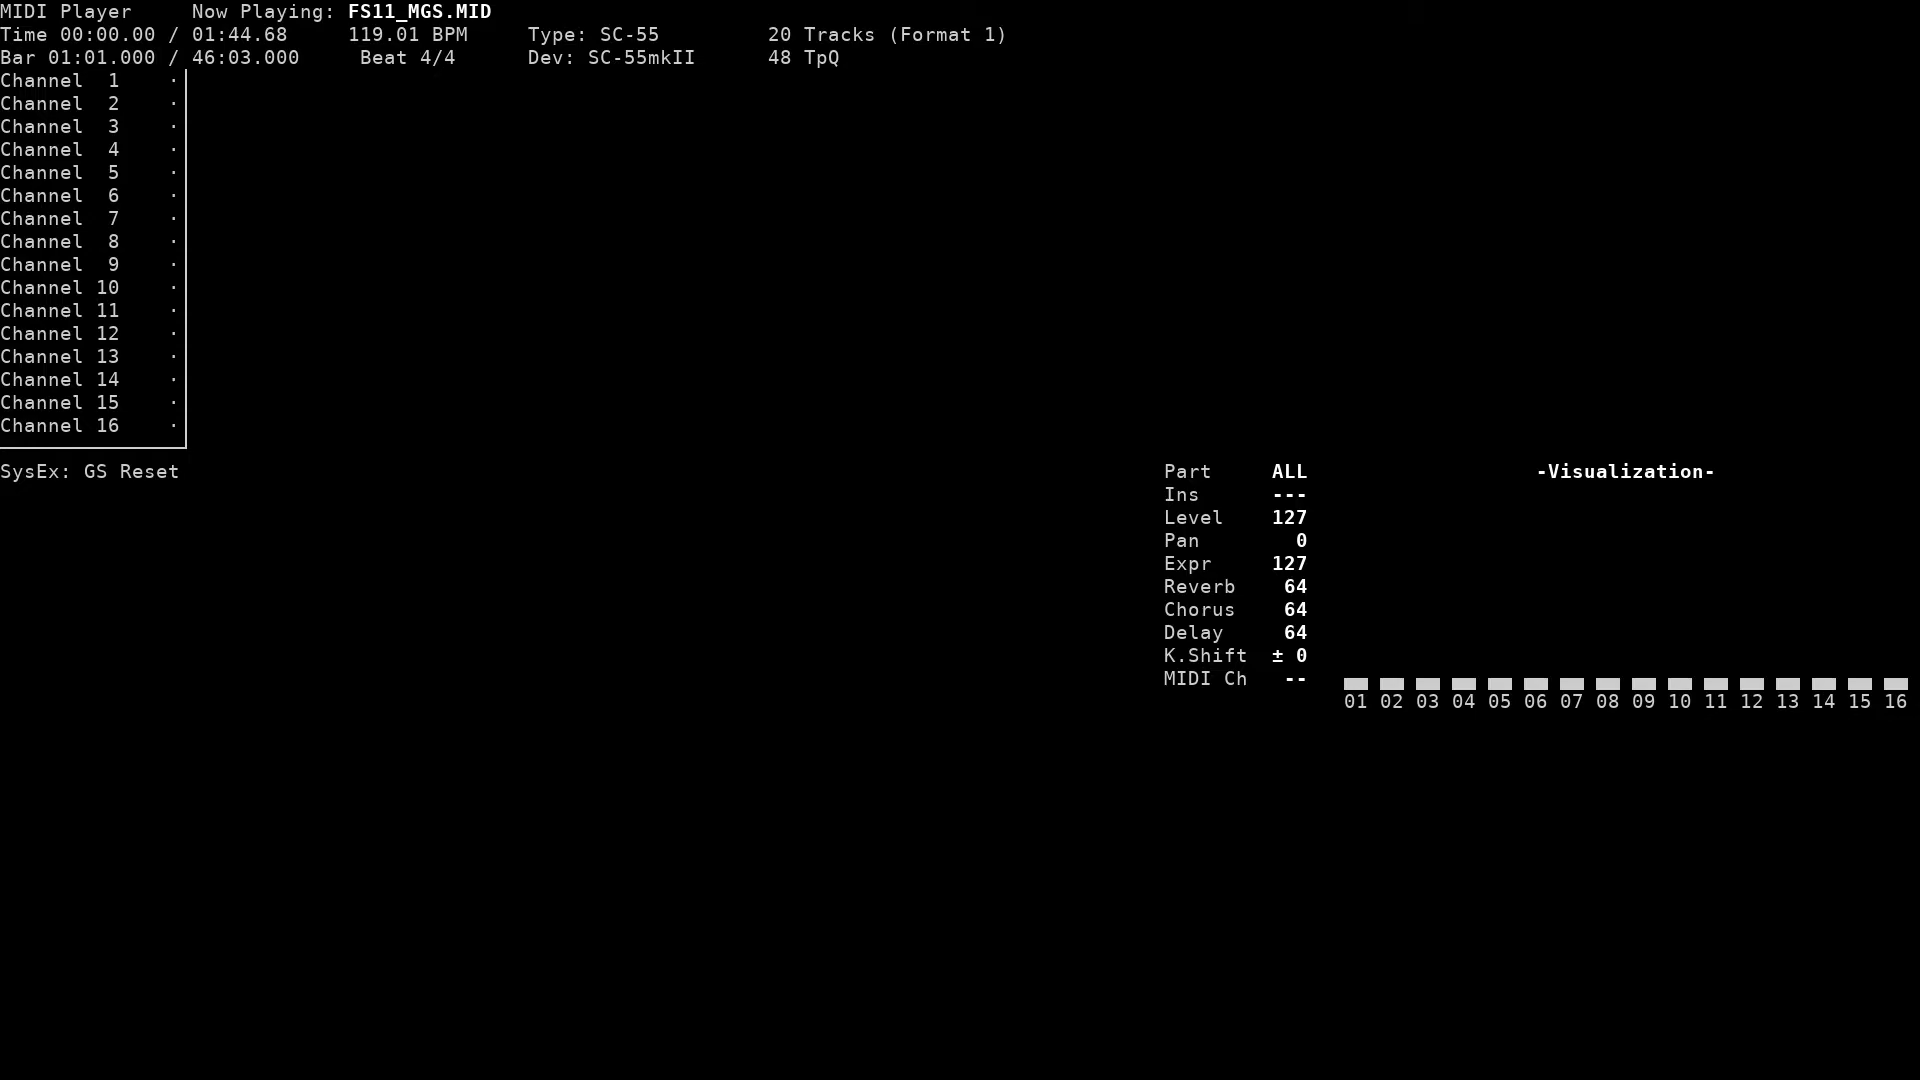 MIDI Player     Now Playing: FS11_MGS.MID
Time 00:00.00 / 01:44.68     119.01 BPM     Type: SC-55         20 Tracks (Format 1)
Bar 01:01.000 / 46:03.000     Beat 4/4      Dev: SC-55mkII      48 TpQ
Channel  1    ·
Channel  2    ·
Channel  3    ·
Channel  4    ·
Channel  5    ·
Channel  6    ·
Channel  7    ·
Channel  8    ·
Channel  9    ·
Channel 10    ·
Channel 11    ·
Channel 12    ·
Channel 13    ·
Channel 14    ·
Channel 15    ·
Channel 16    ·
SysEx: GS Reset
Part     ALL
Ins      ---
Level    127
Pan        0
Expr     127
Reverb    64
Chorus    64
Delay     64
K.Shift  ± 0
MIDI Ch   --
-Visualization-
01 02 03 04 05 06 07 08 09 10 11 12 13 14 15 16